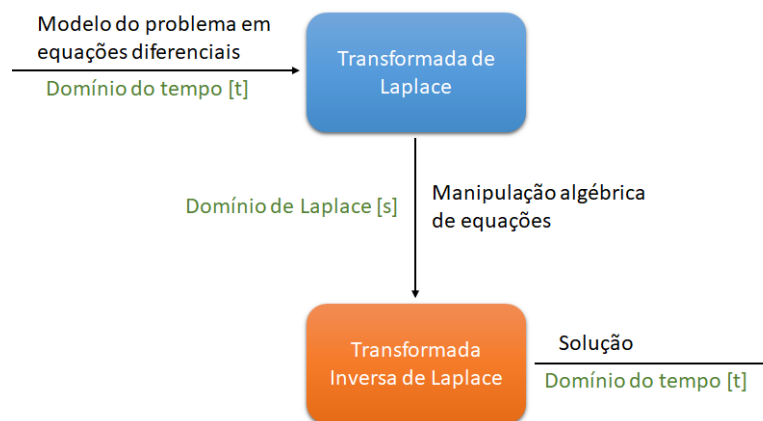 Modelo do problema em
equações diferenciais
Domínio do tempo [t]
Transformada de
Laplace
Domínio de Laplace [s]
Manipulação algébrica
de equações
Transformada
Inversa de Laplace
Solução
Domínio do tempo [t]